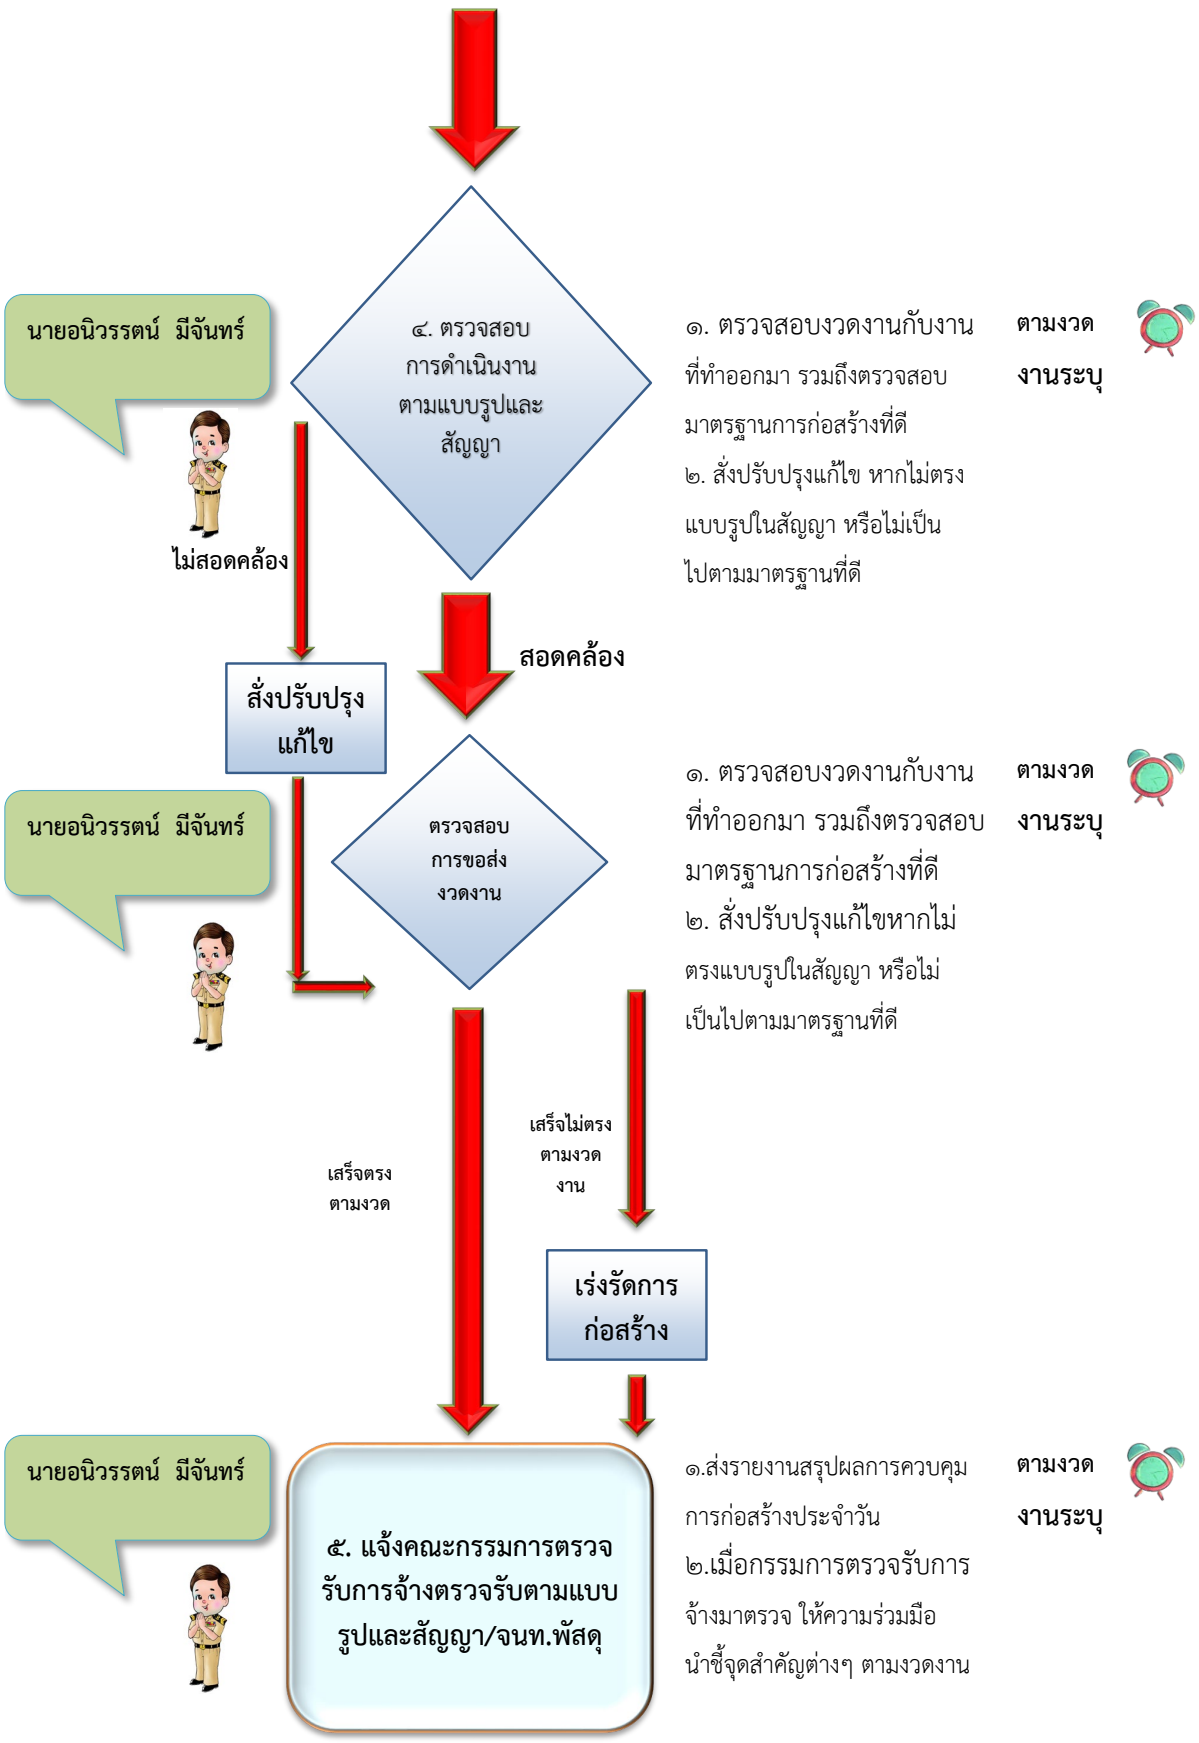 นายอนิวรรตน์ มีจันทร์
๔. ตรวจสอบ
การดำเนินงาน
ตามแบบรูปและ
สัญญา
๑. ตรวจสอบงวดงานกับงาน
ที่ทำออกมา รวมถึงตรวจสอบ
มาตรฐานการก่อสร้างที่ดี
๒. สั่งปรับปรุงแก้ไข หากไม่ตรง
แบบรูปในสัญญา หรือไม่เป็น
ไปตามมาตรฐานที่ดี
ตามงวด
งานระบุ
ไม่สอดคล้อง
สอดคล้อง
สั่งปรับปรุง
แก้ไข
นายอนิวรรตน์ มีจันทร์
ตรวจสอบ
การขอส่ง
งวดงาน
๑. ตรวจสอบงวดงานกับงาน
ที่ทำออกมา รวมถึงตรวจสอบ
มาตรฐานการก่อสร้างที่ดี
๒. สั่งปรับปรุงแก้ไขหากไม่
ตรงแบบรูปในสัญญา หรือไม่
เป็นไปตามมาตรฐานที่ดี
ตามงวด
งานระบุ
เสร็จตรง
ตามงวด
เสร็จไม่ตรง
ตามงวด
งาน
เร่งรัดการ
ก่อสร้าง
นายอนิวรรตน์ มีจันทร์
๕. แจ้งคณะกรรมการตรวจ
รับการจ้างตรวจรับตามแบบ
รูปและสัญญา/จนท.พัสดุ
๑.ส่งรายงานสรุปผลการควบคุม
การก่อสร้างประจำวัน
๒.เมื่อกรรมการตรวจรับการ
จ้างมาตรวจ ให้ความร่วมมือ
นำชี้จุดสำคัญต่างๆ ตามงวดงาน
ตามงวด
งานระบุ